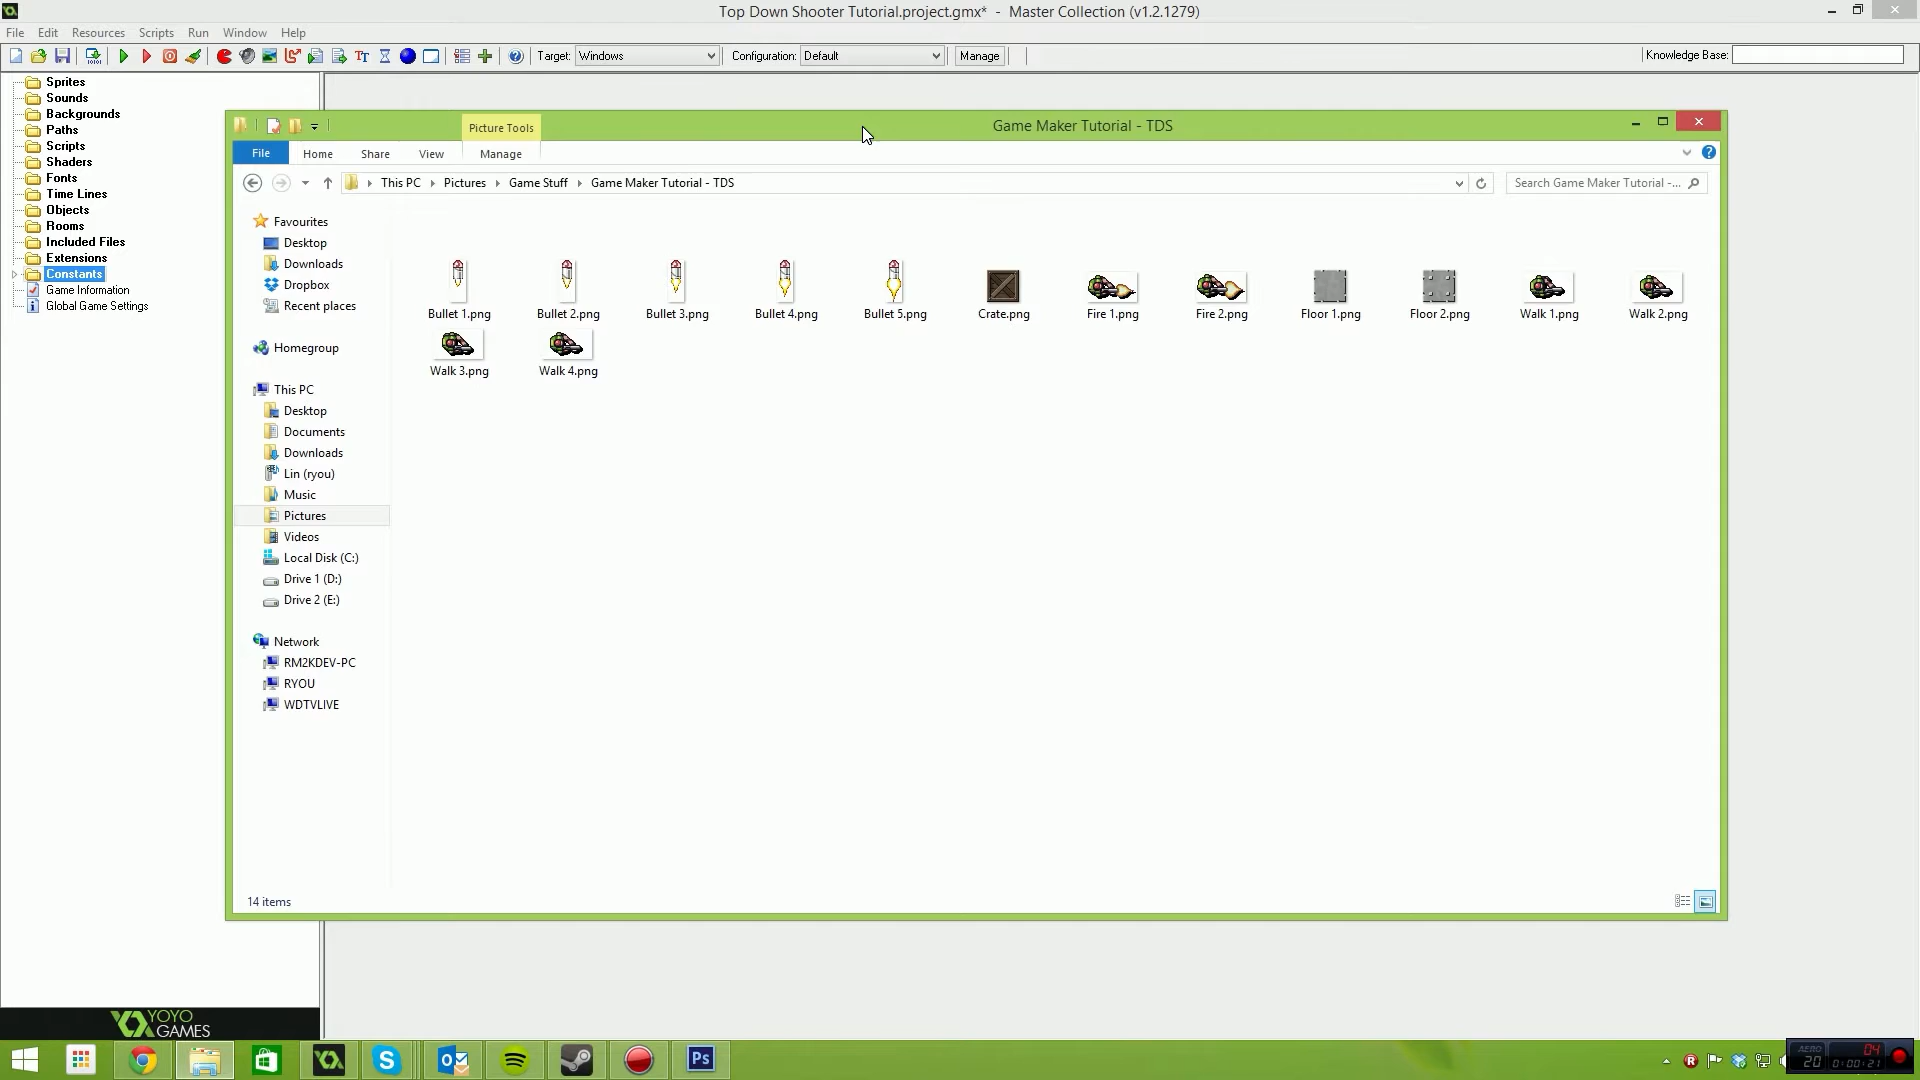 Top Down Shooter Tutorial.project.gmx* - Master Collection (v1.2.1279)
File Edit Resources Scripts Run Window Help
Target: Windows Configuration: Default Manage Knowledge Base:
Sprites
Sounds
Backgrounds
Paths
Scripts
Shaders
Fonts
Time Lines
Objects
Rooms
Included Files
Extensions
Constants
Game Information
Global Game Settings
Picture Tools
Game Maker Tutorial - TDS
File Home Share View Manage
This PC Pictures Game Stuff Game Maker Tutorial - TDS
Search Game Maker Tutorial -...
Favourites
Desktop
Downloads
Dropbox
Recent places
Homegroup
This PC
Desktop
Documents
Downloads
Lin (ryou)
Music
Pictures
Videos
Local Disk (C:)
Drive 1 (D:)
Drive 2 (E:)
Network
RM2KDEV-PC
RYOU
WDTVLIVE
Bullet 1.png Bullet 2.png Bullet 3.png Bullet 4.png Bullet 5.png Crate.png Fire 1.png Fire 2.png Floor 1.png Floor 2.png Walk 1.png Walk 2.png
Walk 3.png Walk 4.png
14 items
YOYO
GAMES
Ps
AERO
20
04
0:00:21